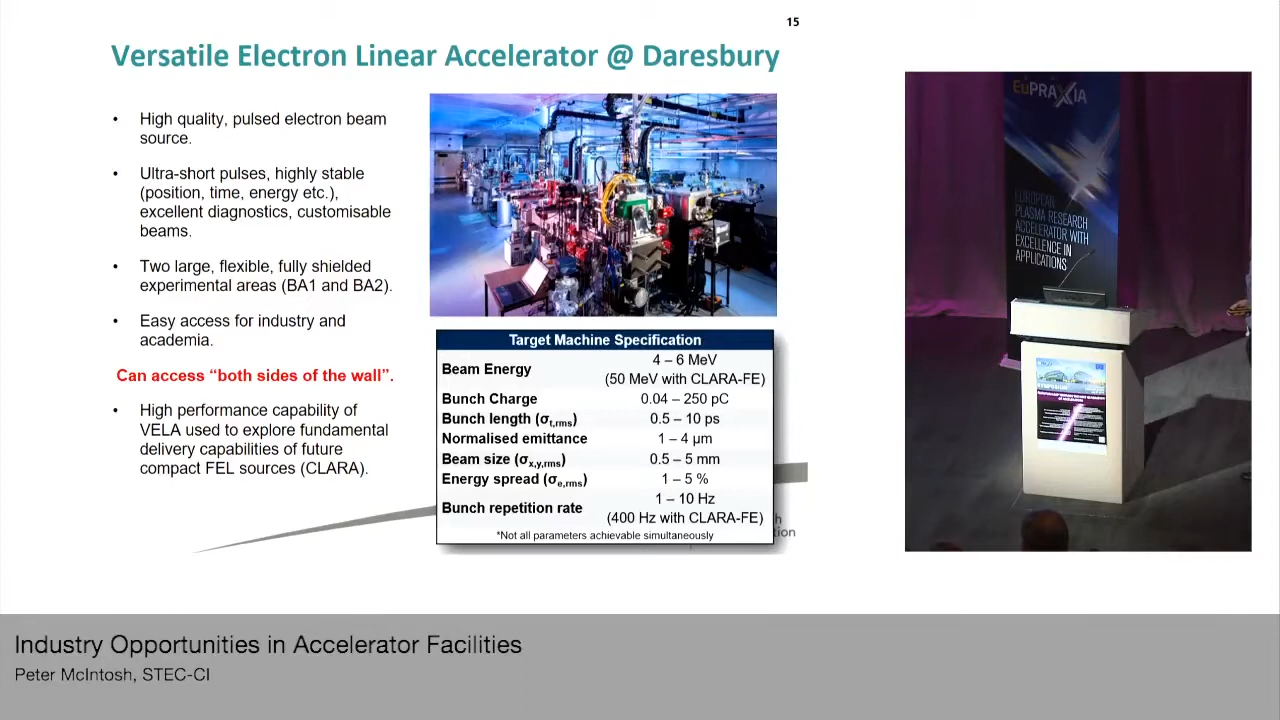 15
Versatile Electron Linear Accelerator @ Daresbury
• High quality, pulsed electron beam
source.
• Ultra-short pulses, highly stable
(position, time, energy etc.),
excellent diagnostics, customisable
beams.
• Two large, flexible, fully shielded
experimental areas (BA1 and BA2).
• Easy access for industry and
academia.
Can access “both sides of the wall”.
• High performance capability of
VELA used to explore fundamental
delivery capabilities of future
compact FEL sources (CLARA).
Target Machine Specification
Beam Energy 4 – 6 MeV
(50 MeV with CLARA-FE)
Bunch Charge 0.04 – 250 pC
Bunch length (σt,rms) 0.5 – 10 ps
Normalised emittance 1 – 4 µm
Beam size (σx,y,rms) 0.5 – 5 mm
Energy spread (σe,rms) 1 – 5 %
Bunch repetition rate 1 – 10 Hz
(400 Hz with CLARA-FE)
*Not all parameters achievable simultaneously
EuPRAXIA
EUROPEAN
PLASMA RESEARCH
ACCELERATOR WITH
EXCELLENCE IN
APPLICATIONS
SYMPOSIUM
Industry Opportunities in Accelerator Facilities
Peter McIntosh, STEC-CI